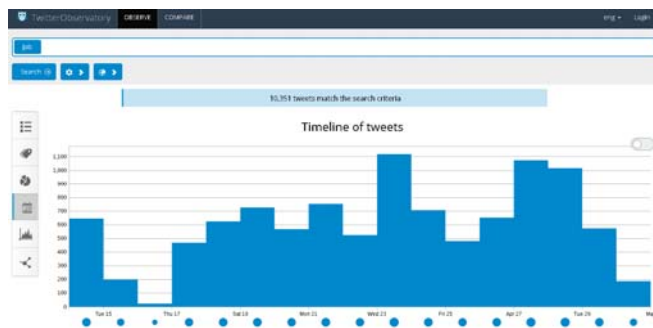 TwitterObservatory OBSERVE COMPARE eng Login
job
Search
10,351 tweets match the search criteria
Timeline of tweets
1,100
1,000
900
800
700
600
500
400
300
200
100
0
Tue 15 Thu 17 Sat 19 Mon 21 Wed 23 Fri 25 Apr 27 Tue 29 Ma